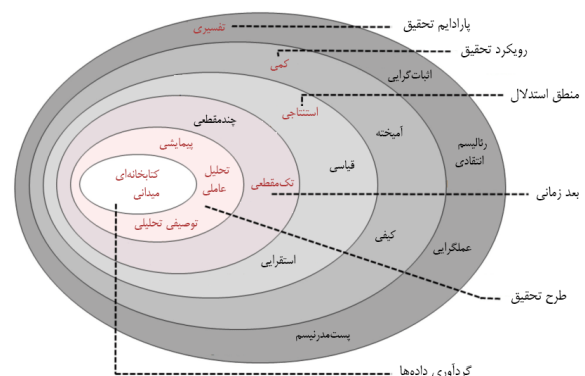 پارادایم تحقیق
تفسیری
رویکرد تحقیق
کمی
اثبات‌گرایی
منطق استدلال
استنتاجی
چندمقطعی
آمیخته
رئالیسم
انتقادی
پیمایشی
قیاسی
کتابخانه‌ای
میدانی
تحلیل
عاملی
تک‌مقطعی
بعد زمانی
توصیفی تحلیلی
کیفی
عملگرایی
استقرایی
طرح تحقیق
پست‌مدرنیسم
گردآوری داده‌ها